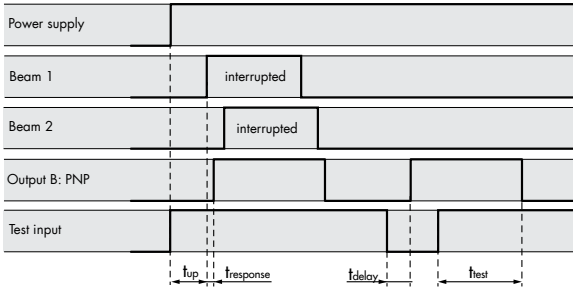 Power supply
Beam 1
interrupted
Beam 2
interrupted
Output B: PNP
Test input
tup
tresponse
tdelay
ttest